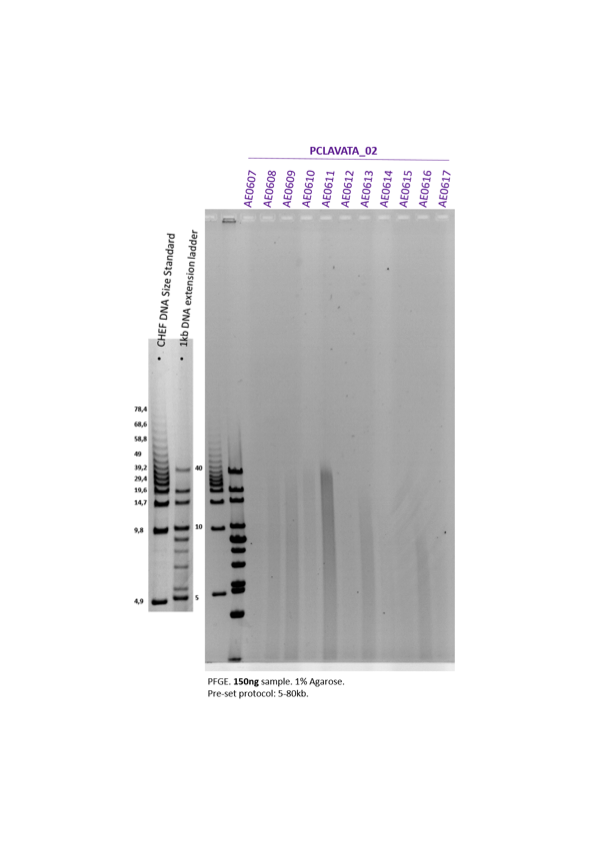 PCLAVATA_02
AE0607
AE0608
AE0609
AE0610
AE0611
AE0612
AE0613
AE0614
AE0615
AE0616
AE0617
• CHEF DNA Size Standard
• 1kb DNA extension ladder
78,4
68,6
58,8
49
39,2
29,4
19,6
14,7
9,8
4,9
40
10
5
PFGE. 150ng sample. 1% Agarose.
Pre-set protocol: 5-80kb.